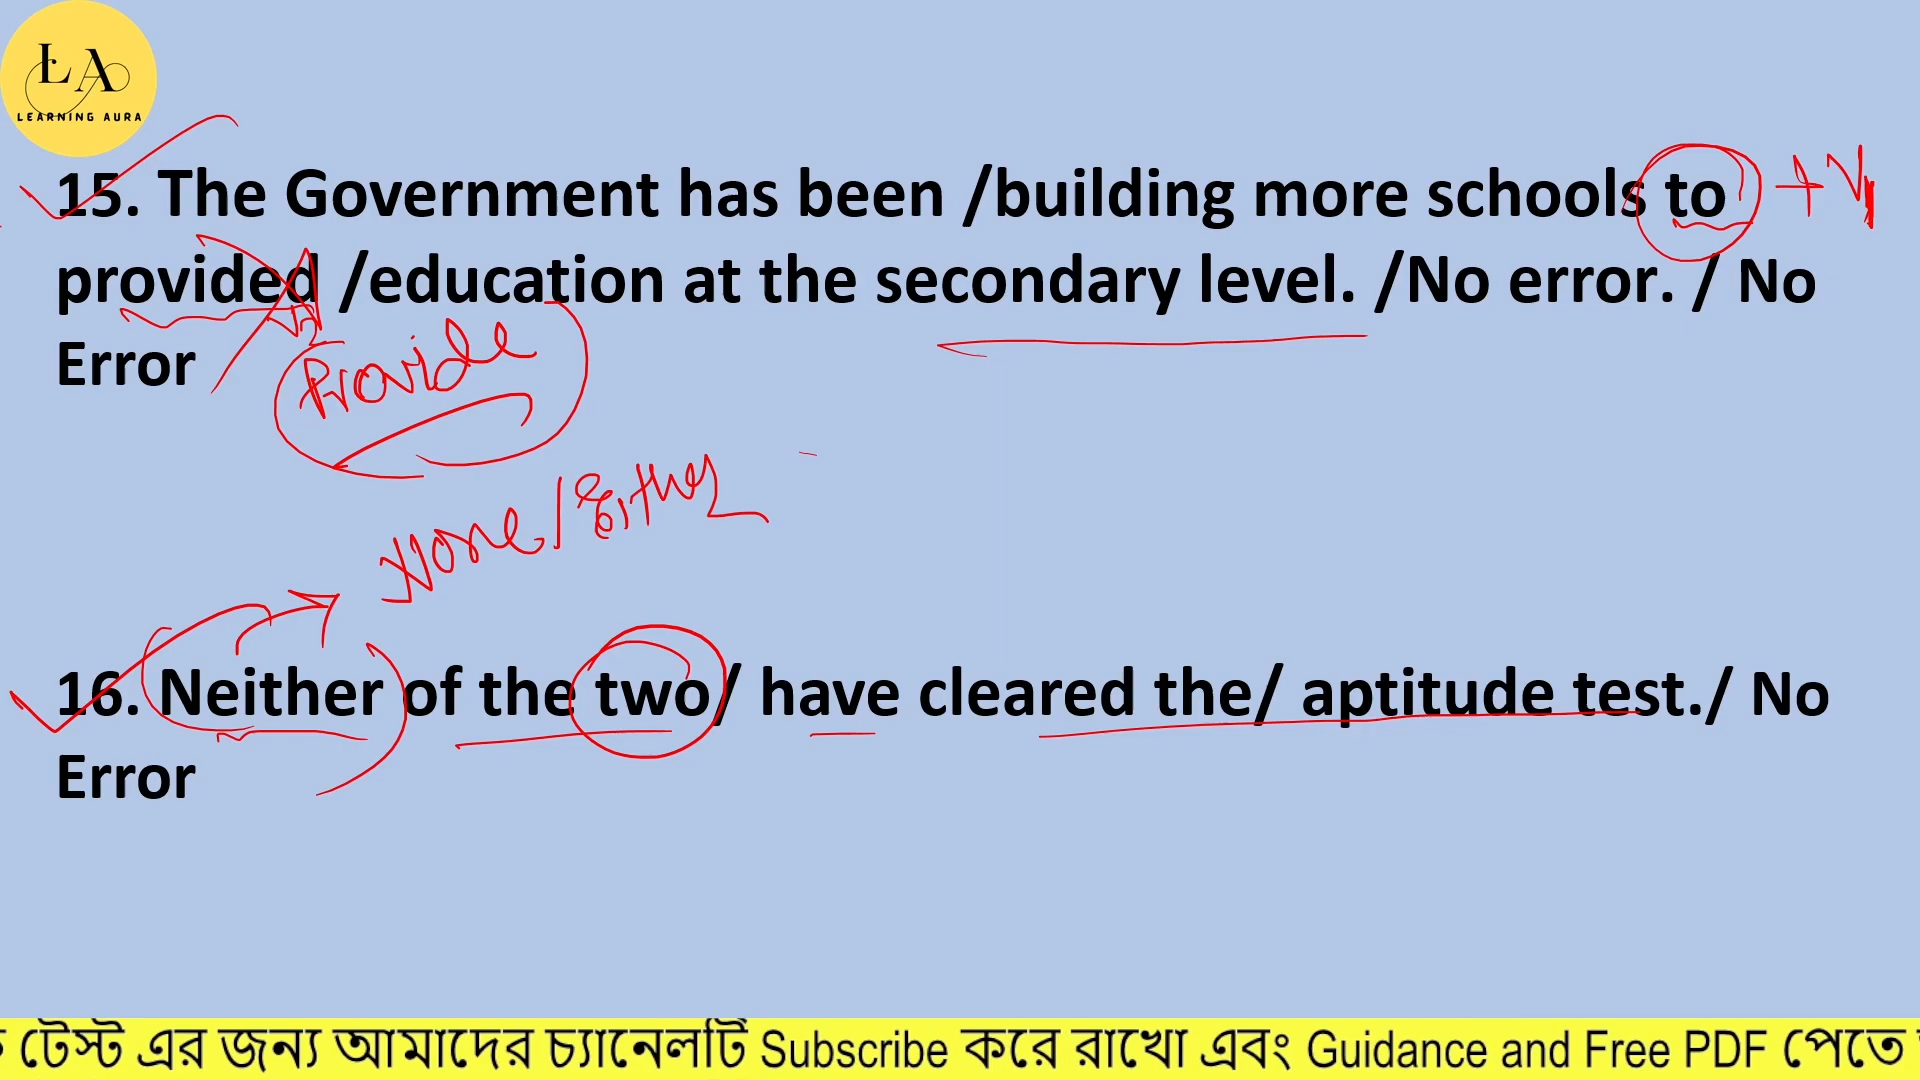 LA
LEARNING AURA
15. The Government has been /building more schools to + V1
provided /education at the secondary level. /No error. / No
Error
Provide
None/Either
16. Neither of the two/ have cleared the/ aptitude test./ No
Error
টেস্ট এর জন্য আমাদের চ্যানেলটি Subscribe করে রাখো এবং Guidance and Free PDF পেতে